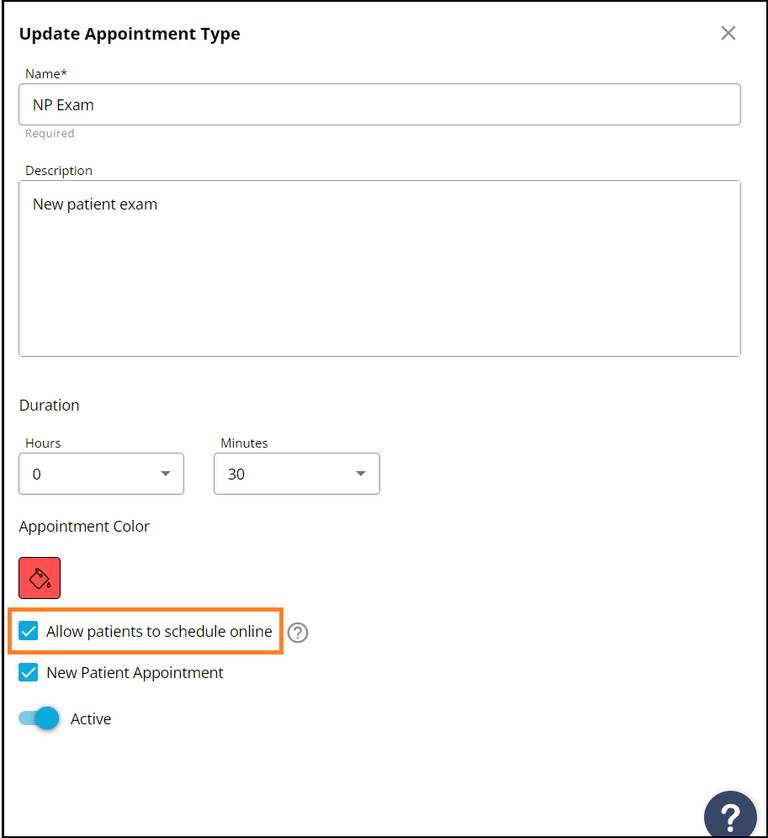 Update Appointment Type
Name*
NP Exam
Required
Description
New patient exam
Duration
Hours
Minutes
0
30
Appointment Color
Allow patients to schedule online
?
New Patient Appointment
Active
?